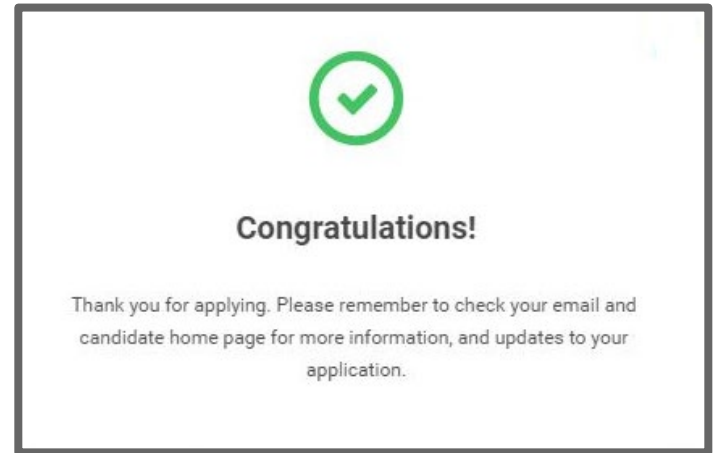 Congratulations!
Thank you for applying. Please remember to check your email and
candidate home page for more information, and updates to your
application.